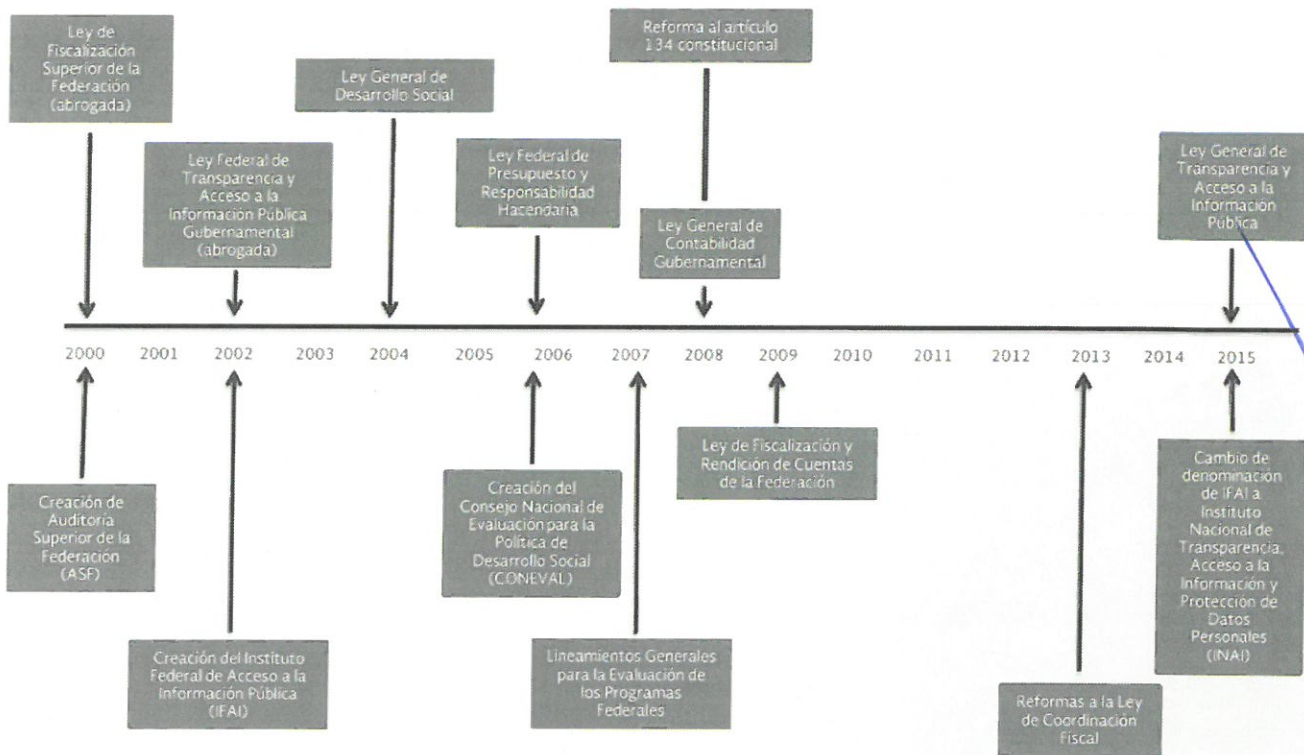 Ley de
Fiscalización
Superior de la
Federación
(abrogada)
Ley Federal de
Transparencia y
Acceso a la
Información Pública
Gubernamental
(abrogada)
Ley General de
Desarrollo Social
Ley Federal de
Presupuesto y
Responsabilidad
Hacendaria
Reforma al artículo
134 constitucional
Ley General de
Contabilidad
Gubernamental
Ley General de
Transparencia y
Acceso a la
Información
Pública
2000 2001 2002 2003 2004 2005 2006 2007 2008 2009 2010 2011 2012 2013 2014 2015
Creación de
Auditoría
Superior de la
Federación
(ASF)
Creación del Instituto
Federal de Acceso a la
Información Pública
(IFAI)
Creación del
Consejo Nacional de
Evaluación para la
Política de
Desarrollo Social
(CONEVAL)
Lineamientos Generales
para la Evaluación de
los Programas
Federales
Ley de Fiscalización y
Rendición de Cuentas
de la Federación
Reformas a la Ley
de Coordinación
Fiscal
Cambio de
denominación
de IFAI a
Instituto
Nacional de
Transparencia,
Acceso a la
Información y
Protección de
Datos
Personales
(INAI)